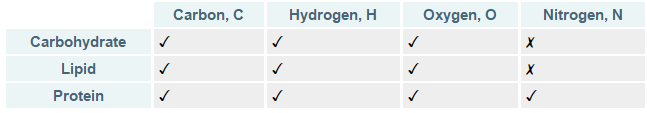 Carbon, C Hydrogen, H Oxygen, O Nitrogen, N
Carbohydrate ✓ ✓ ✓ ✗
Lipid ✓ ✓ ✓ ✗
Protein ✓ ✓ ✓ ✓